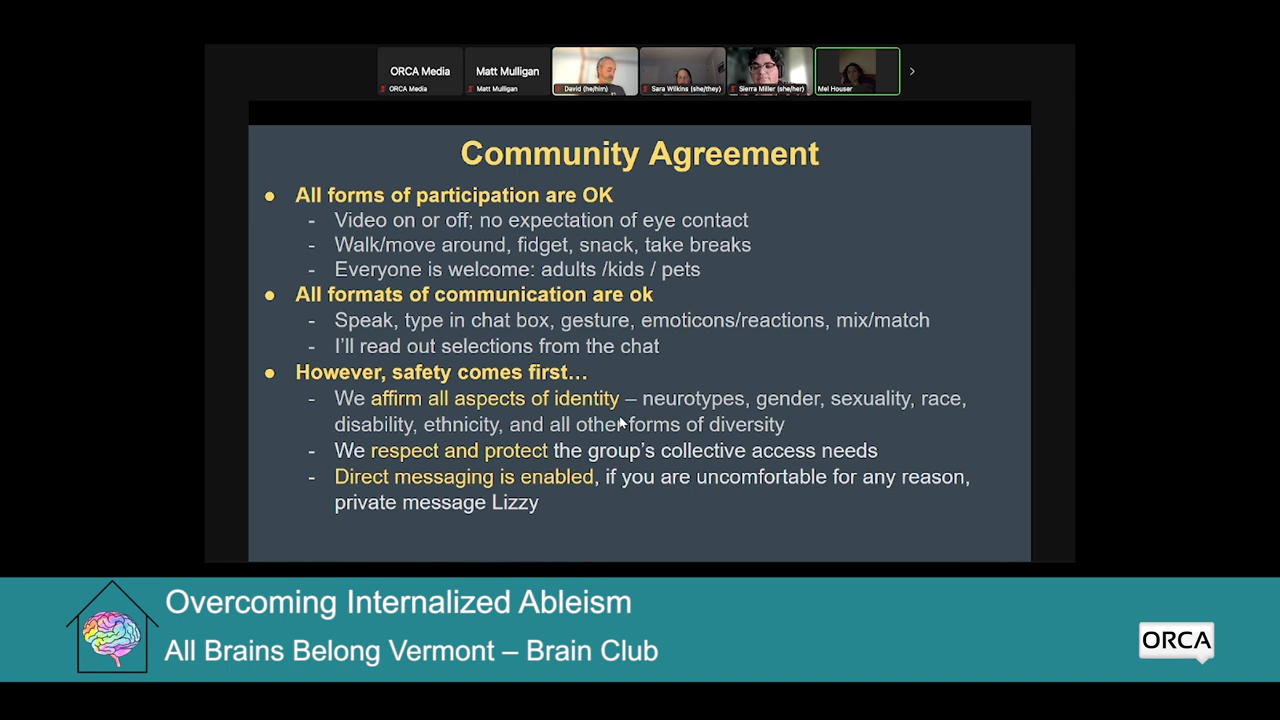 ORCA Media
Matt Mulligan
ORCA Media
Matt Mulligan
David (he/him)
Sara Wilkins (she/they)
Sierra Miller (she/her)
Mel Houser
Community Agreement
● All forms of participation are OK
- Video on or off; no expectation of eye contact
- Walk/move around, fidget, snack, take breaks
- Everyone is welcome: adults /kids / pets
● All formats of communication are ok
- Speak, type in chat box, gesture, emoticons/reactions, mix/match
- I’ll read out selections from the chat
● However, safety comes first…
- We affirm all aspects of identity – neurotypes, gender, sexuality, race,
disability, ethnicity, and all other forms of diversity
- We respect and protect the group’s collective access needs
- Direct messaging is enabled, if you are uncomfortable for any reason,
private message Lizzy
Overcoming Internalized Ableism
All Brains Belong Vermont – Brain Club
ORCA